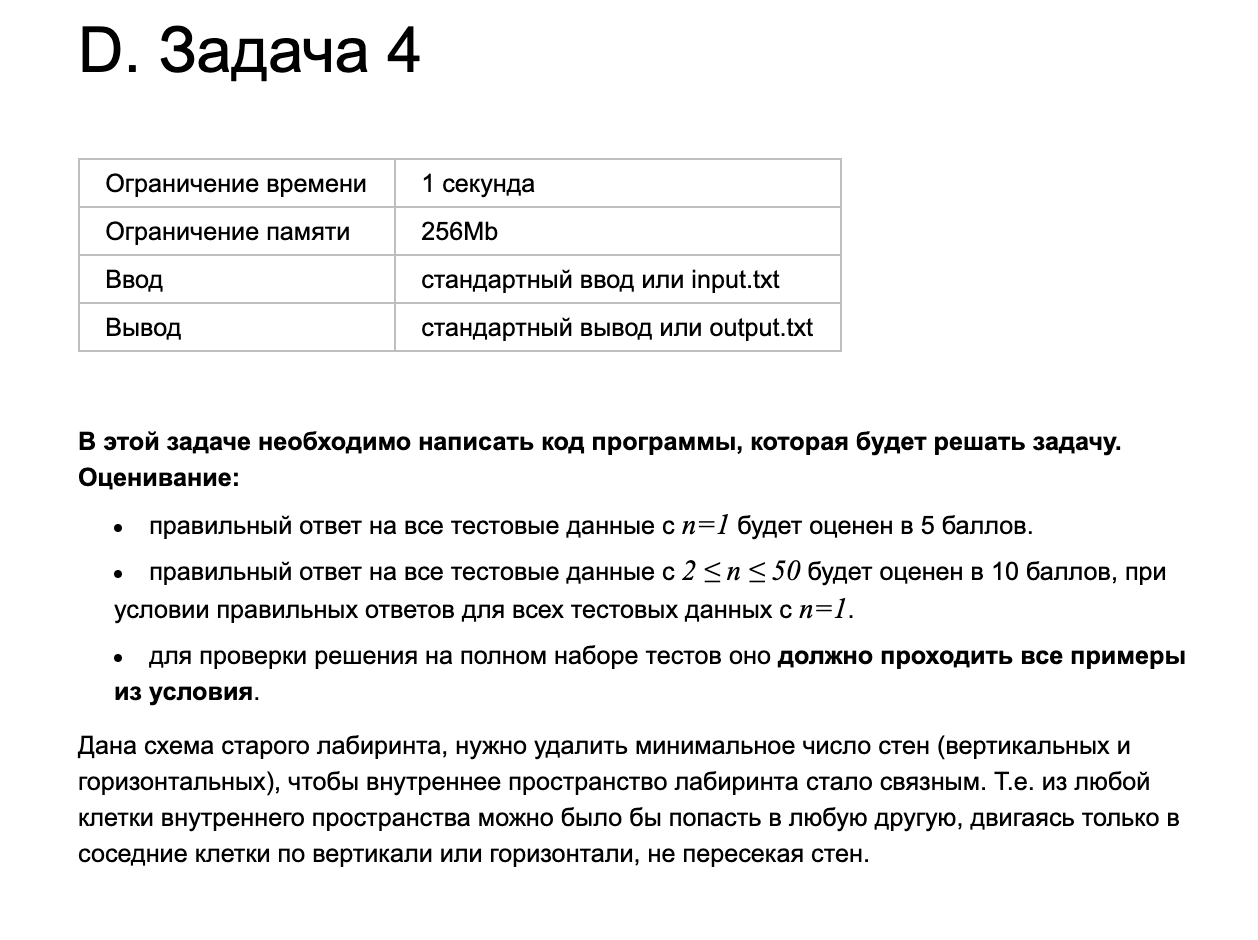 D. Задача 4
Ограничение времени 1 секунда
Ограничение памяти 256Mb
Ввод стандартный ввод или input.txt
Вывод стандартный вывод или output.txt
В этой задаче необходимо написать код программы, которая будет решать задачу.
Оценивание:
• правильный ответ на все тестовые данные с n=1 будет оценен в 5 баллов.
• правильный ответ на все тестовые данные с 2 ≤ n ≤ 50 будет оценен в 10 баллов, при
условии правильных ответов для всех тестовых данных с n=1.
• для проверки решения на полном наборе тестов оно должно проходить все примеры
из условия.
Дана схема старого лабиринта, нужно удалить минимальное число стен (вертикальных и
горизонтальных), чтобы внутреннее пространство лабиринта стало связным. Т.е. из любой
клетки внутреннего пространства можно было бы попасть в любую другую, двигаясь только в
соседние клетки по вертикали или горизонтали, не пересекая стен.